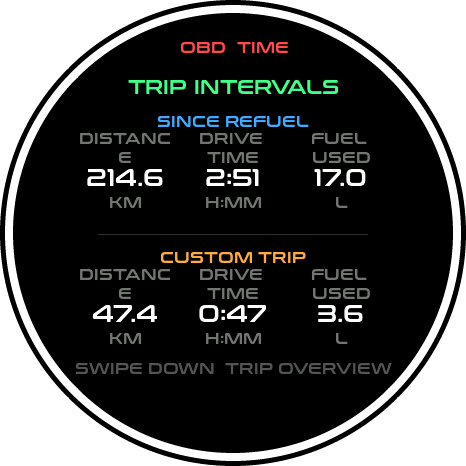 OBD TIME
TRIP INTERVALS
SINCE REFUEL
DISTANC DRIVE FUEL
E TIME USED
214.6 2:51 17.0
KM H:MM L
CUSTOM TRIP
DISTANC DRIVE FUEL
E TIME USED
47.4 0:47 3.6
KM H:MM L
SWIPE DOWN TRIP OVERVIEW